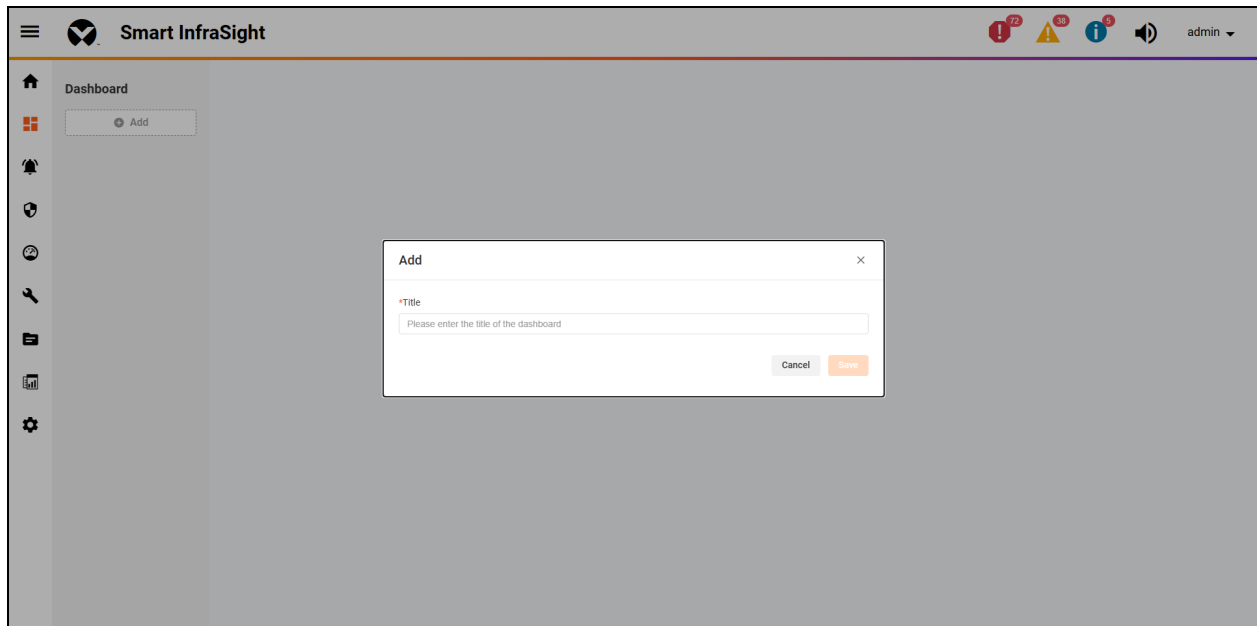 Smart InfraSight
72
38
5
admin
Dashboard
Add
Add
*Title
Please enter the title of the dashboard
Cancel
Save